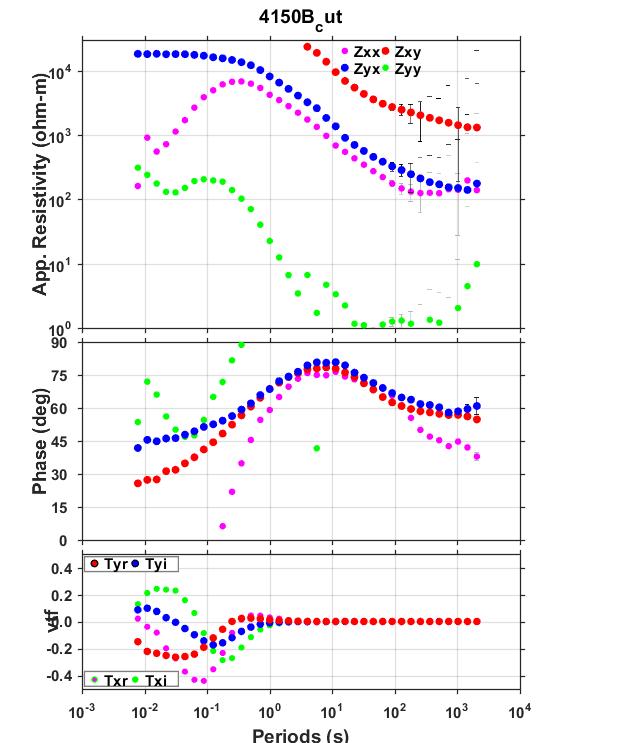 4150Bcut
Zxx Zxy
Zyx Zyy
App. Resistivity (ohm-m)
10^4
10^3
10^2
10^1
10^0
Phase (deg)
90
75
60
45
30
15
0
Tyr Tyi
vtf
0.4
0.2
0.0
-0.2
-0.4
Txr Txi
10^-3 10^-2 10^-1 10^0 10^1 10^2 10^3 10^4
Periods (s)